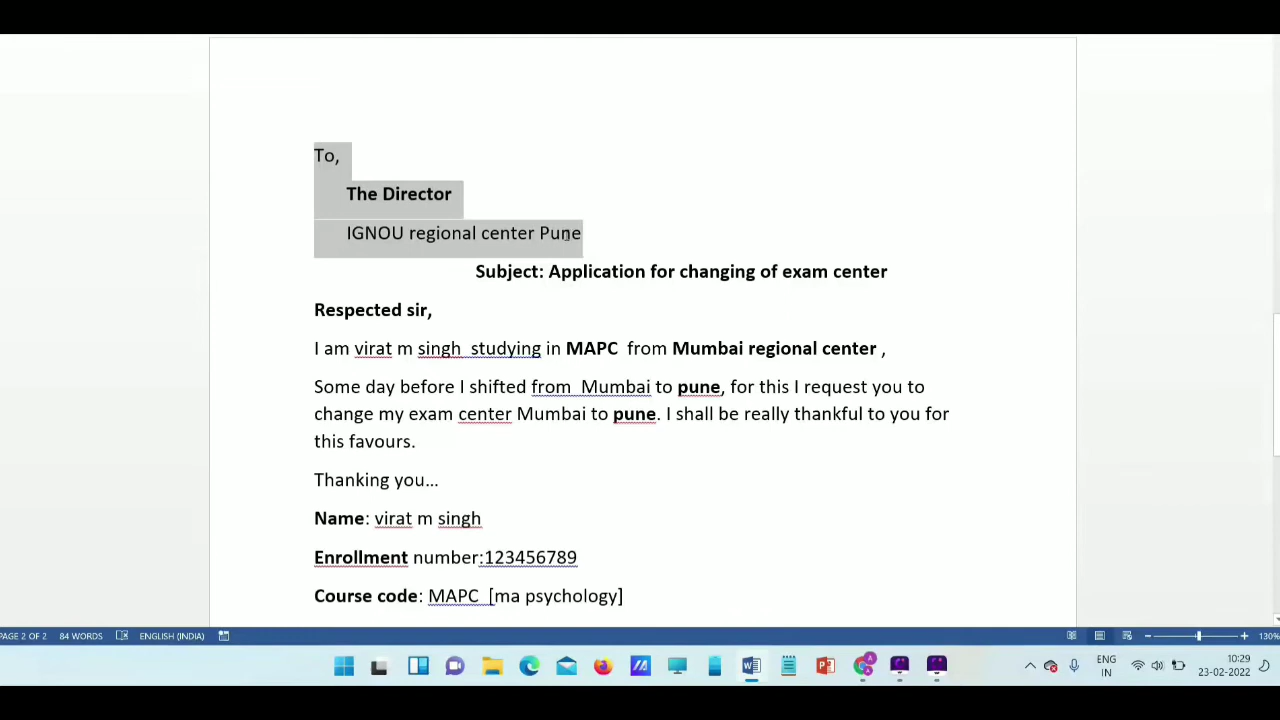 To,
The Director
IGNOU regional center Pune
Subject: Application for changing of exam center
Respected sir,
I am virat m singh  studying in MAPC  from Mumbai regional center ,
Some day before I shifted from  Mumbai to pune, for this I request you to
change my exam center Mumbai to pune. I shall be really thankful to you for
this favours.
Thanking you...
Name: virat m singh
Enrollment number:123456789
Course code: MAPC  [ma psychology]
PAGE 2 OF 2 84 WORDS ENGLISH (INDIA) 130%
ENG 10:29
IN 23-02-2022